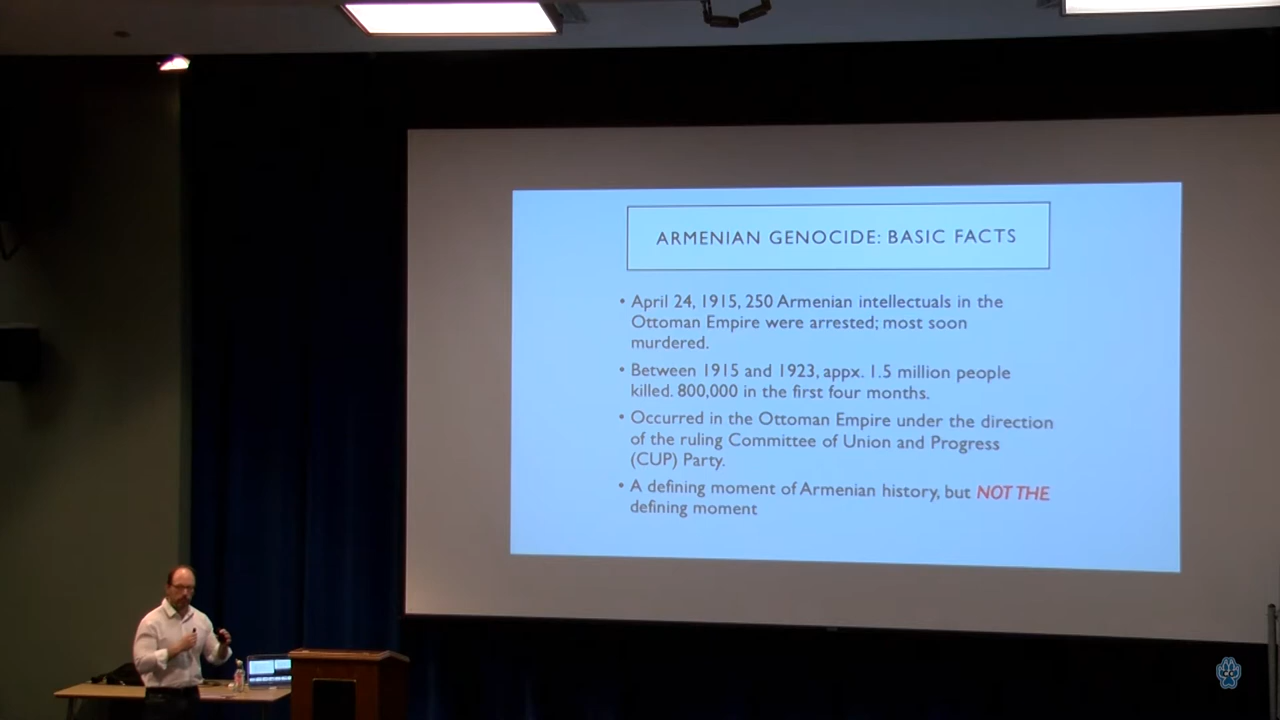 ARMENIAN GENOCIDE: BASIC FACTS
• April 24, 1915, 250 Armenian intellectuals in the
Ottoman Empire were arrested; most soon
murdered.
• Between 1915 and 1923, appx. 1.5 million people
killed. 800,000 in the first four months.
• Occurred in the Ottoman Empire under the direction
of the ruling Committee of Union and Progress
(CUP) Party.
• A defining moment of Armenian history, but NOT THE
defining moment